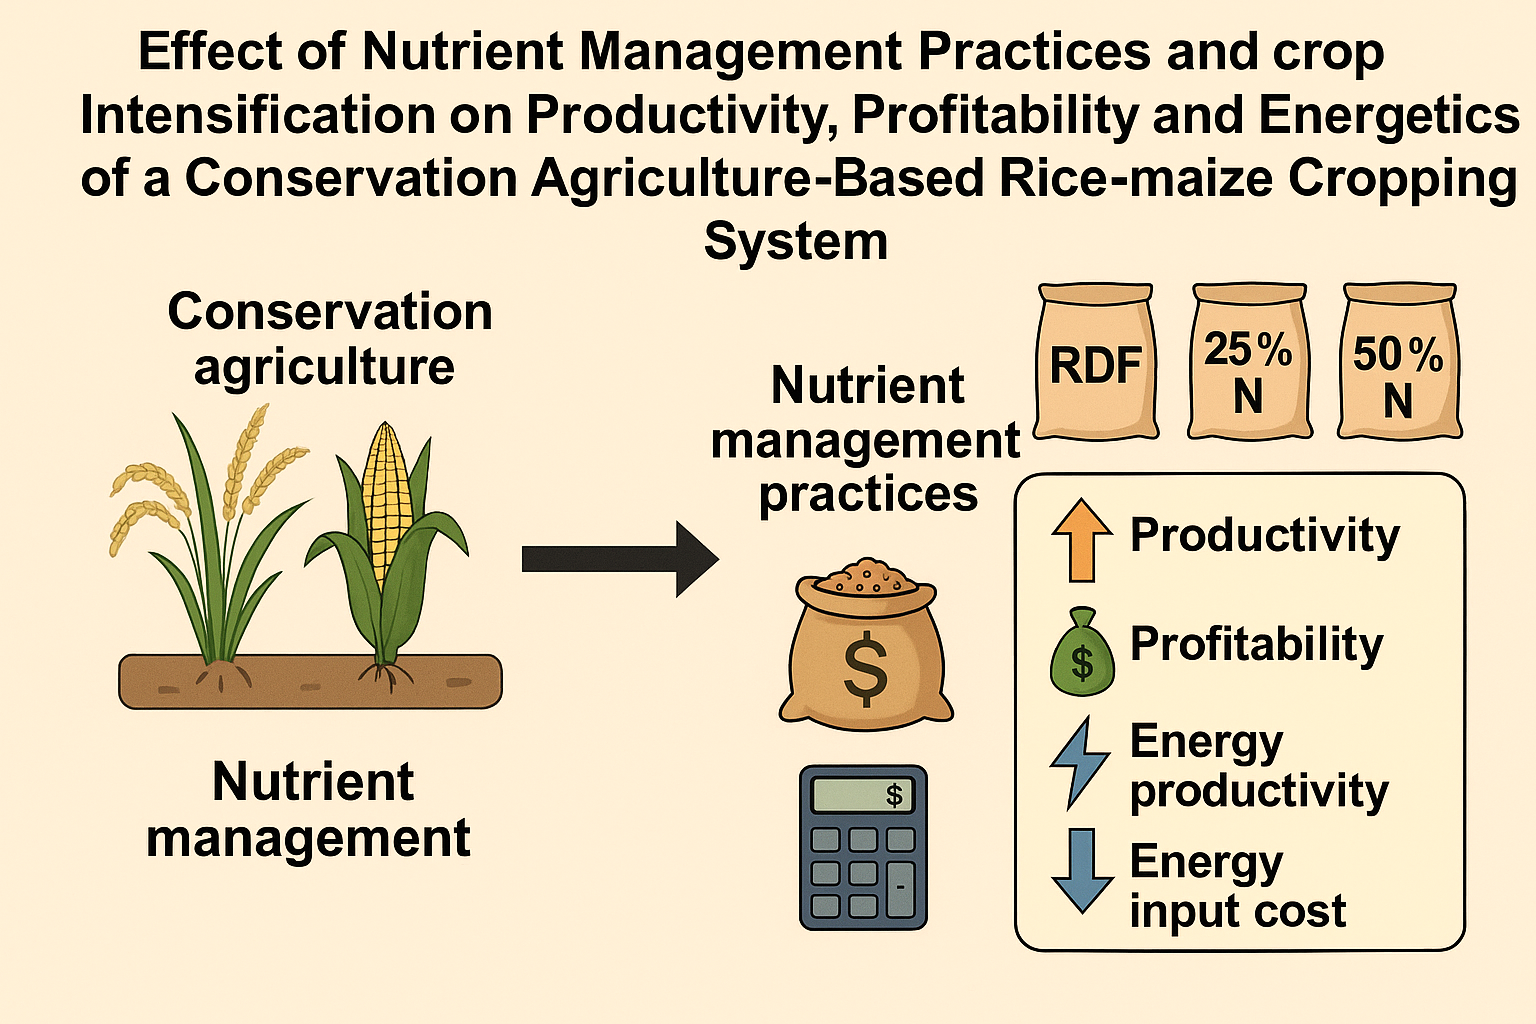 Effect of Nutrient Management Practices and crop
Intensification on Productivity, Profitability and Energetics
of a Conservation Agriculture-Based Rice-maize Cropping
System
Conservation
agriculture
Nutrient
management
Nutrient
management
practices
$
$
RDF
25%
N
50%
N
Productivity
$
Profitability
Energy
productivity
Energy
input cost